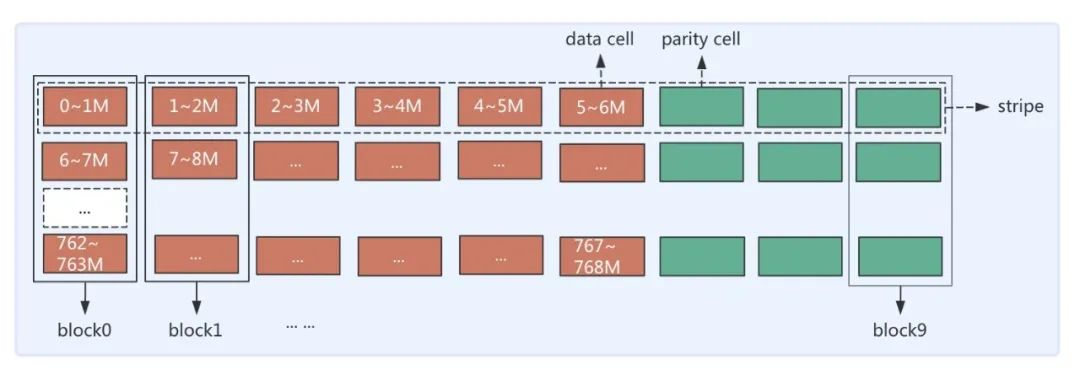 data cell
parity cell
0~1M
1~2M
2~3M
3~4M
4~5M
5~6M
stripe
6~7M
7~8M
...
...
...
...
...
762~
763M
...
...
...
...
767~
768M
block0
block1
... ...
block9